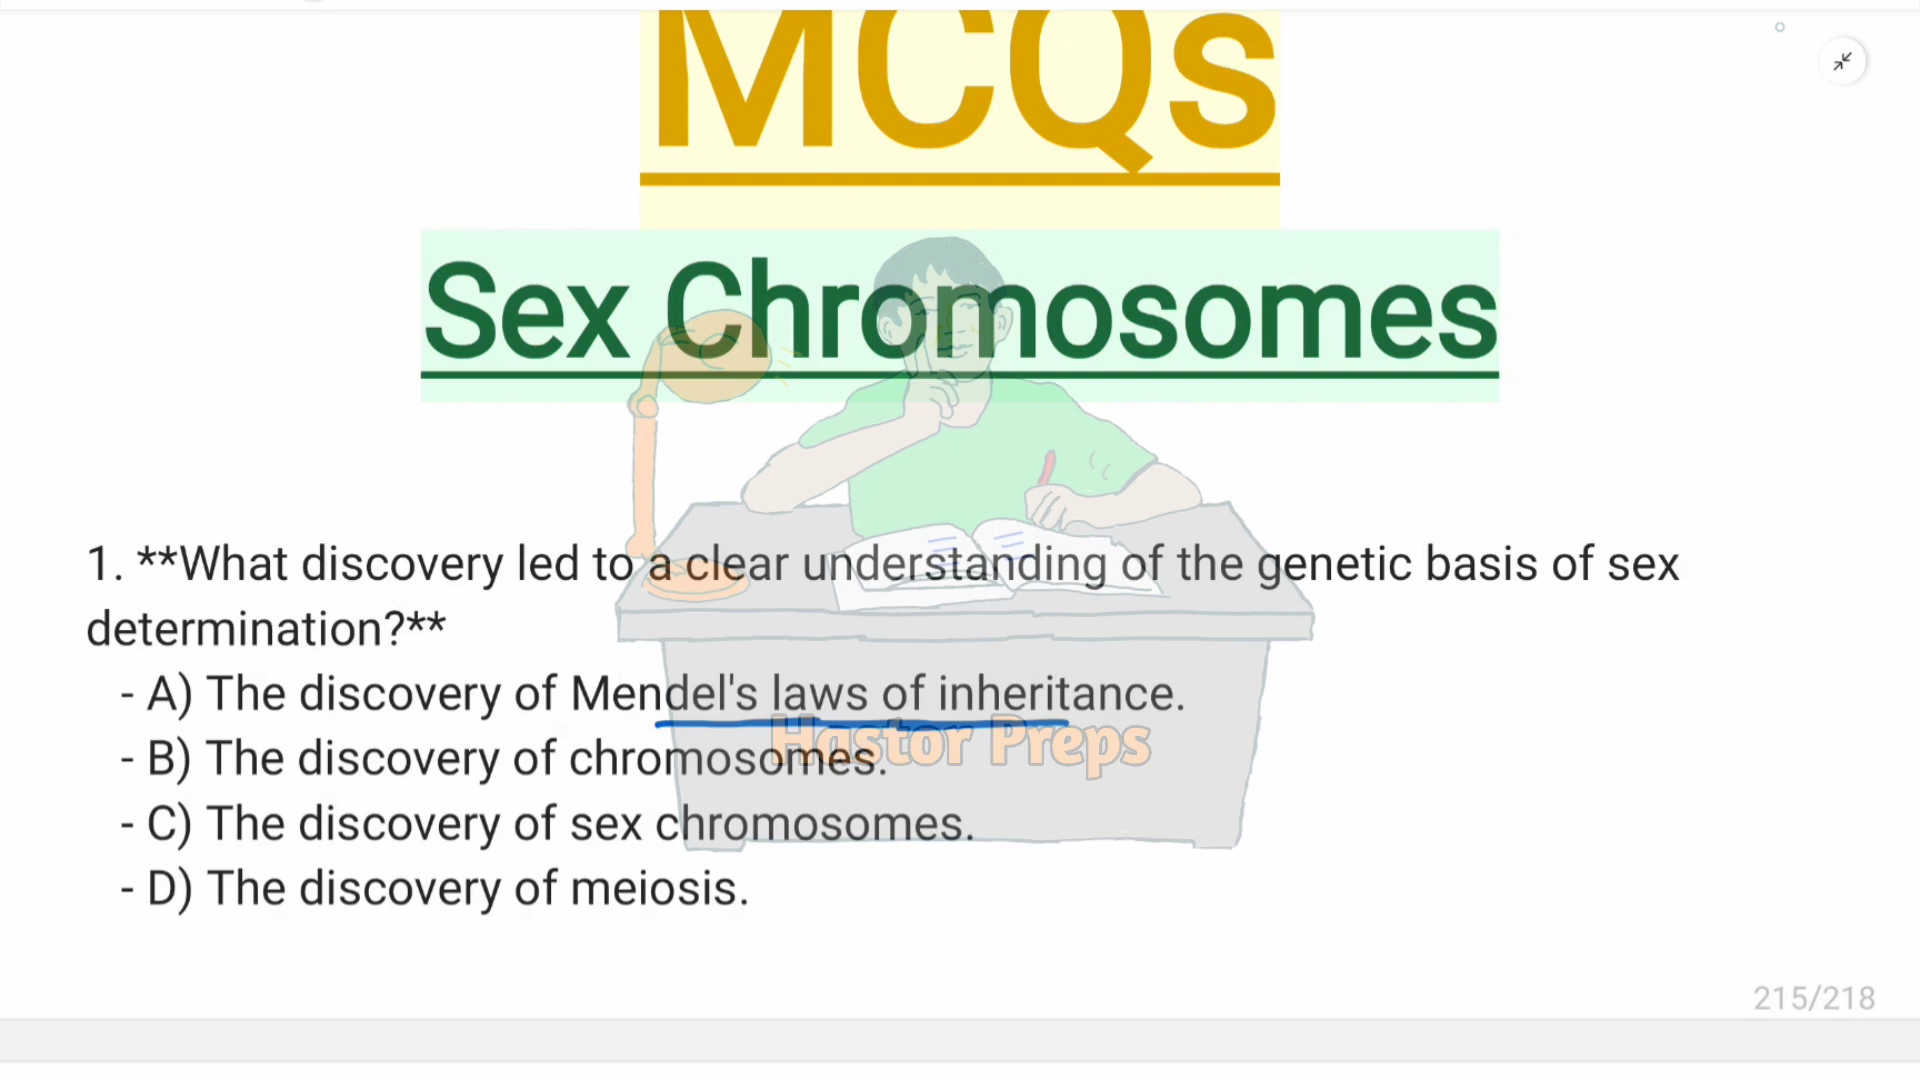 MCQs
Sex Chromosomes
1. **What discovery led to a clear understanding of the genetic basis of sex
determination?**
- A) The discovery of Mendel's laws of inheritance.
Hastor Preps
- B) The discovery of chromosomes.
- C) The discovery of sex chromosomes.
- D) The discovery of meiosis.
215/218